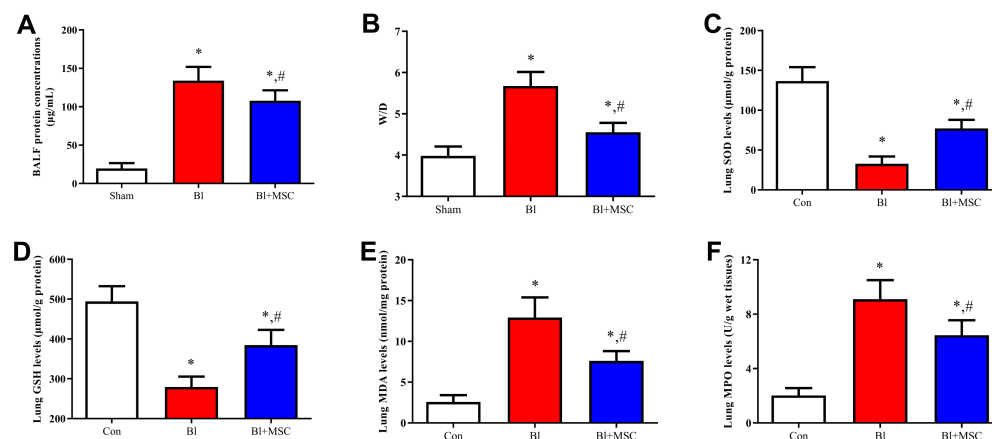 A
BALF protein concentrations
(μg/mL)
200
150
100
50
0
*
*,#
Sham
Bl
Bl+MSC
B
W/D
7
6
5
4
3
*
*,#
Sham
Bl
Bl+MSC
C
Lung SOD levels (μmol/g protein)
200
150
100
50
0
*
*,#
Con
Bl
Bl+MSC
D
Lung GSH levels (μmol/g protein)
600
500
400
300
200
*
*,#
Con
Bl
Bl+MSC
E
Lung MDA levels (nmol/mg protein)
20
15
10
5
0
*
*,#
Con
Bl
Bl+MSC
F
Lung MPO levels (U/g wet tissues)
12
8
4
0
*
*,#
Con
Bl
Bl+MSC